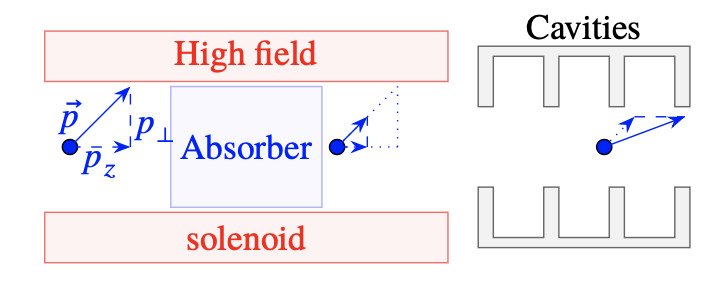 Cavities
High field
p⃗
p⊥
Absorber
p⃗z
solenoid